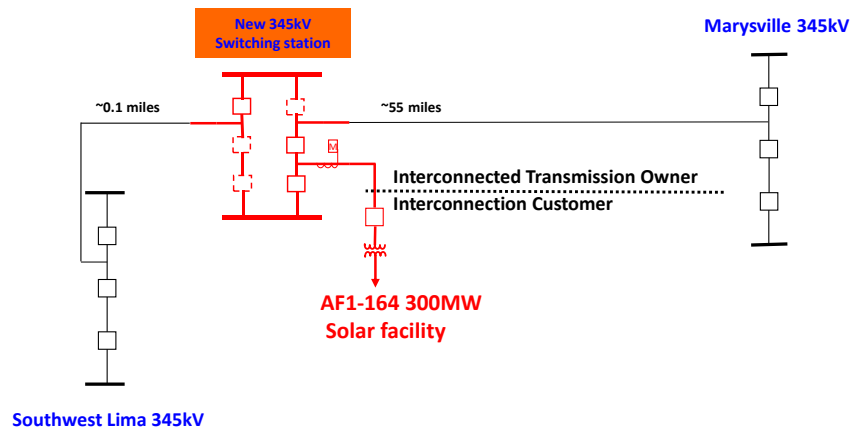 New 345kV
Switching station
Marysville 345kV
~0.1 miles
~55 miles
M
Interconnected Transmission Owner
Interconnection Customer
AF1-164 300MW
Solar facility
Southwest Lima 345kV